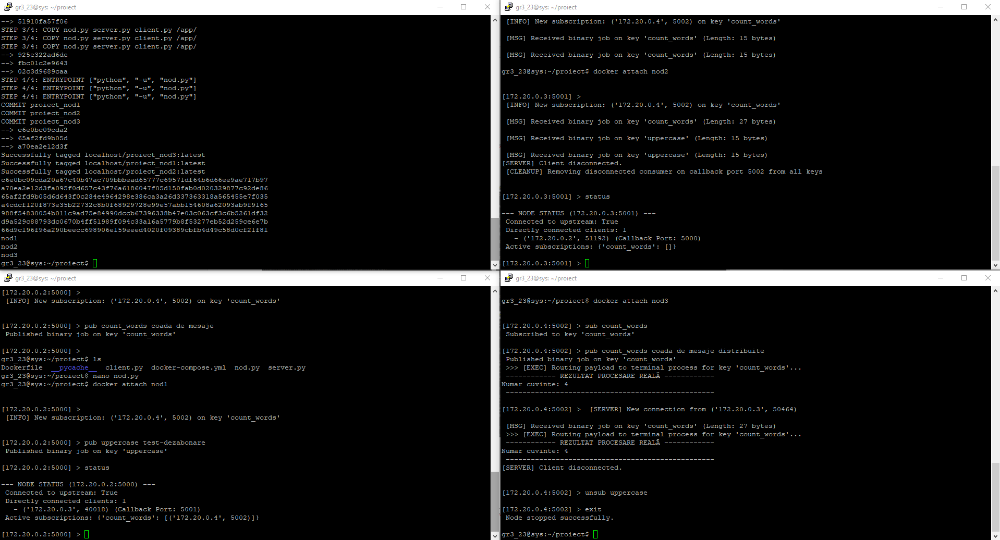 gr3_23@sys: ~/proiect
--> 51910fa57f06
STEP 3/4: COPY nod.py server.py client.py /app/
STEP 3/4: COPY nod.py server.py client.py /app/
STEP 3/4: COPY nod.py server.py client.py /app/
--> 925e322ad6de
--> fbc01c2e9643
--> 02c3d9689caa
STEP 4/4: ENTRYPOINT ["python", "-u", "nod.py"]
STEP 4/4: ENTRYPOINT ["python", "-u", "nod.py"]
STEP 4/4: ENTRYPOINT ["python", "-u", "nod.py"]
COMMIT proiect_nod1
COMMIT proiect_nod2
COMMIT proiect_nod3
--> c6e0bc09cda2
--> 65af2fd9b05d
--> a70ea2e12d3f
Successfully tagged localhost/proiect_nod3:latest
Successfully tagged localhost/proiect_nod1:latest
Successfully tagged localhost/proiect_nod2:latest
c6e0bc09cda20a67c40b47ac709bbbead65777c69571df64b6d66ee9ae717b97
a70ea2e12d3fa095f0d657c43f76a6186047f05d150fab0d020329877c92de86
65af2fd9b05d6d643f0c284e4964298e386ca3a26d337363318a565455e7f035
a4cdcf120f873e35b22732c8b0f68929728e99e57abb154608a62093ab9f9165
988f54830054b011c9ad75e84990dccb67396338b47e03c063cf3c6b5261df32
d9a529c88793dc0670b4ff51989f094c33a16a5779b8f53277eb52d259ce6e7b
66d9c196f96a290beecc698906e159eeed4020f09389cbfb4d49c58d0cf21f81
nod1
nod2
nod3
gr3_23@sys:~/proiect$
gr3_23@sys: ~/proiect
[INFO] New subscription: ('172.20.0.4', 5002) on key 'count_words'
[MSG] Received binary job on key 'count_words' (Length: 15 bytes)
[MSG] Received binary job on key 'count_words' (Length: 15 bytes)
gr3_23@sys:~/proiect$ docker attach nod2
[172.20.0.3:5001] >
[INFO] New subscription: ('172.20.0.4', 5002) on key 'count_words'
[MSG] Received binary job on key 'count_words' (Length: 27 bytes)
[MSG] Received binary job on key 'uppercase' (Length: 15 bytes)
[MSG] Received binary job on key 'uppercase' (Length: 15 bytes)
[SERVER] Client disconnected.
[CLEANUP] Removing disconnected consumer on callback port 5002 from all keys
[172.20.0.3:5001] > status
--- NODE STATUS (172.20.0.3:5001) ---
Connected to upstream: True
Directly connected clients: 1
- ('172.20.0.2', 51192) (Callback Port: 5000)
Active subscriptions: {'count_words': []}
[172.20.0.3:5001] >
gr3_23@sys: ~/proiect
[172.20.0.2:5000] >
[INFO] New subscription: ('172.20.0.4', 5002) on key 'count_words'
[172.20.0.2:5000] > pub count_words coada de mesaje
Published binary job on key 'count_words'
[172.20.0.2:5000] >
gr3_23@sys:~/proiect$ ls
Dockerfile  __pycache__  client.py  docker-compose.yml  nod.py  server.py
gr3_23@sys:~/proiect$ nano nod.py
gr3_23@sys:~/proiect$ docker attach nod1
[172.20.0.2:5000] >
[INFO] New subscription: ('172.20.0.4', 5002) on key 'count_words'
[172.20.0.2:5000] > pub uppercase test-dezabonare
Published binary job on key 'uppercase'
[172.20.0.2:5000] > status
--- NODE STATUS (172.20.0.2:5000) ---
Connected to upstream: True
Directly connected clients: 1
- ('172.20.0.3', 40018) (Callback Port: 5001)
Active subscriptions: {'count_words': [('172.20.0.4', 5002)]}
[172.20.0.2:5000] >
gr3_23@sys: ~/proiect
gr3_23@sys:~/proiect$ docker attach nod3
[172.20.0.4:5002] > sub count_words
Subscribed to key 'count_words'
[172.20.0.4:5002] > pub count_words coada de mesaje distribuite
Published binary job on key 'count_words'
>>> [EXEC] Routing payload to terminal process for key 'count_words'...
------------ REZULTAT PROCESARE REALĂ ------------
Numar cuvinte: 4
--------------------------------------------------
[172.20.0.4:5002] >  [SERVER] New connection from ('172.20.0.3', 50464)
[MSG] Received binary job on key 'count_words' (Length: 27 bytes)
>>> [EXEC] Routing payload to terminal process for key 'count_words'...
------------ REZULTAT PROCESARE REALĂ ------------
Numar cuvinte: 4
--------------------------------------------------
[SERVER] Client disconnected.
[172.20.0.4:5002] > unsub uppercase
[172.20.0.4:5002] > exit
Node stopped successfully.
gr3_23@sys:~/proiect$